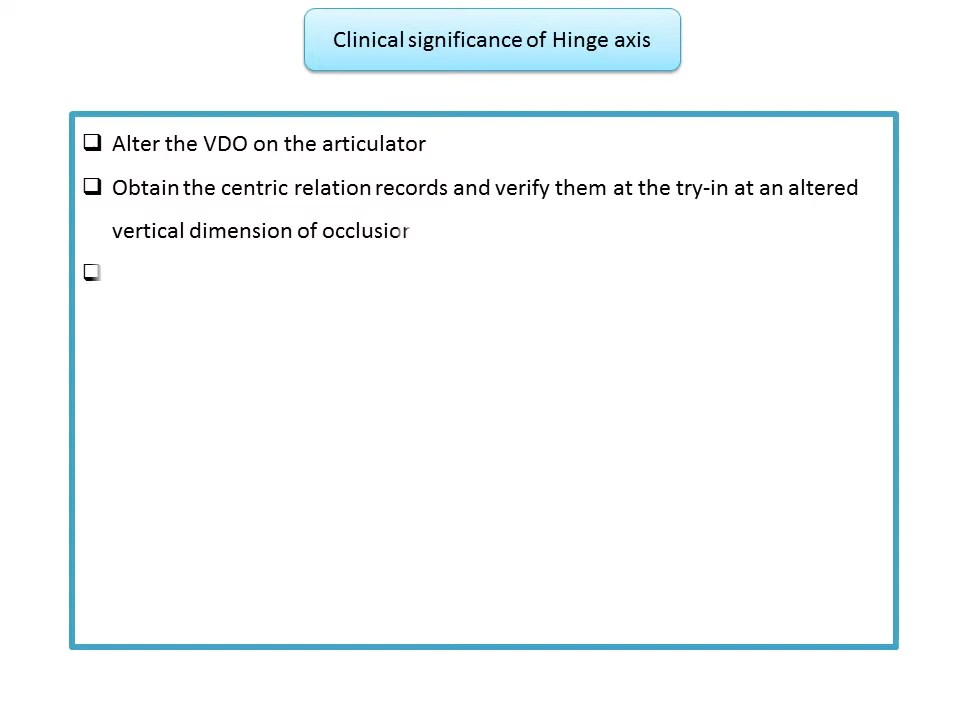 Clinical significance of Hinge axis
❑ Alter the VDO on the articulator
❑ Obtain the centric relation records and verify them at the try-in at an altered
vertical dimension of occlusion
❑